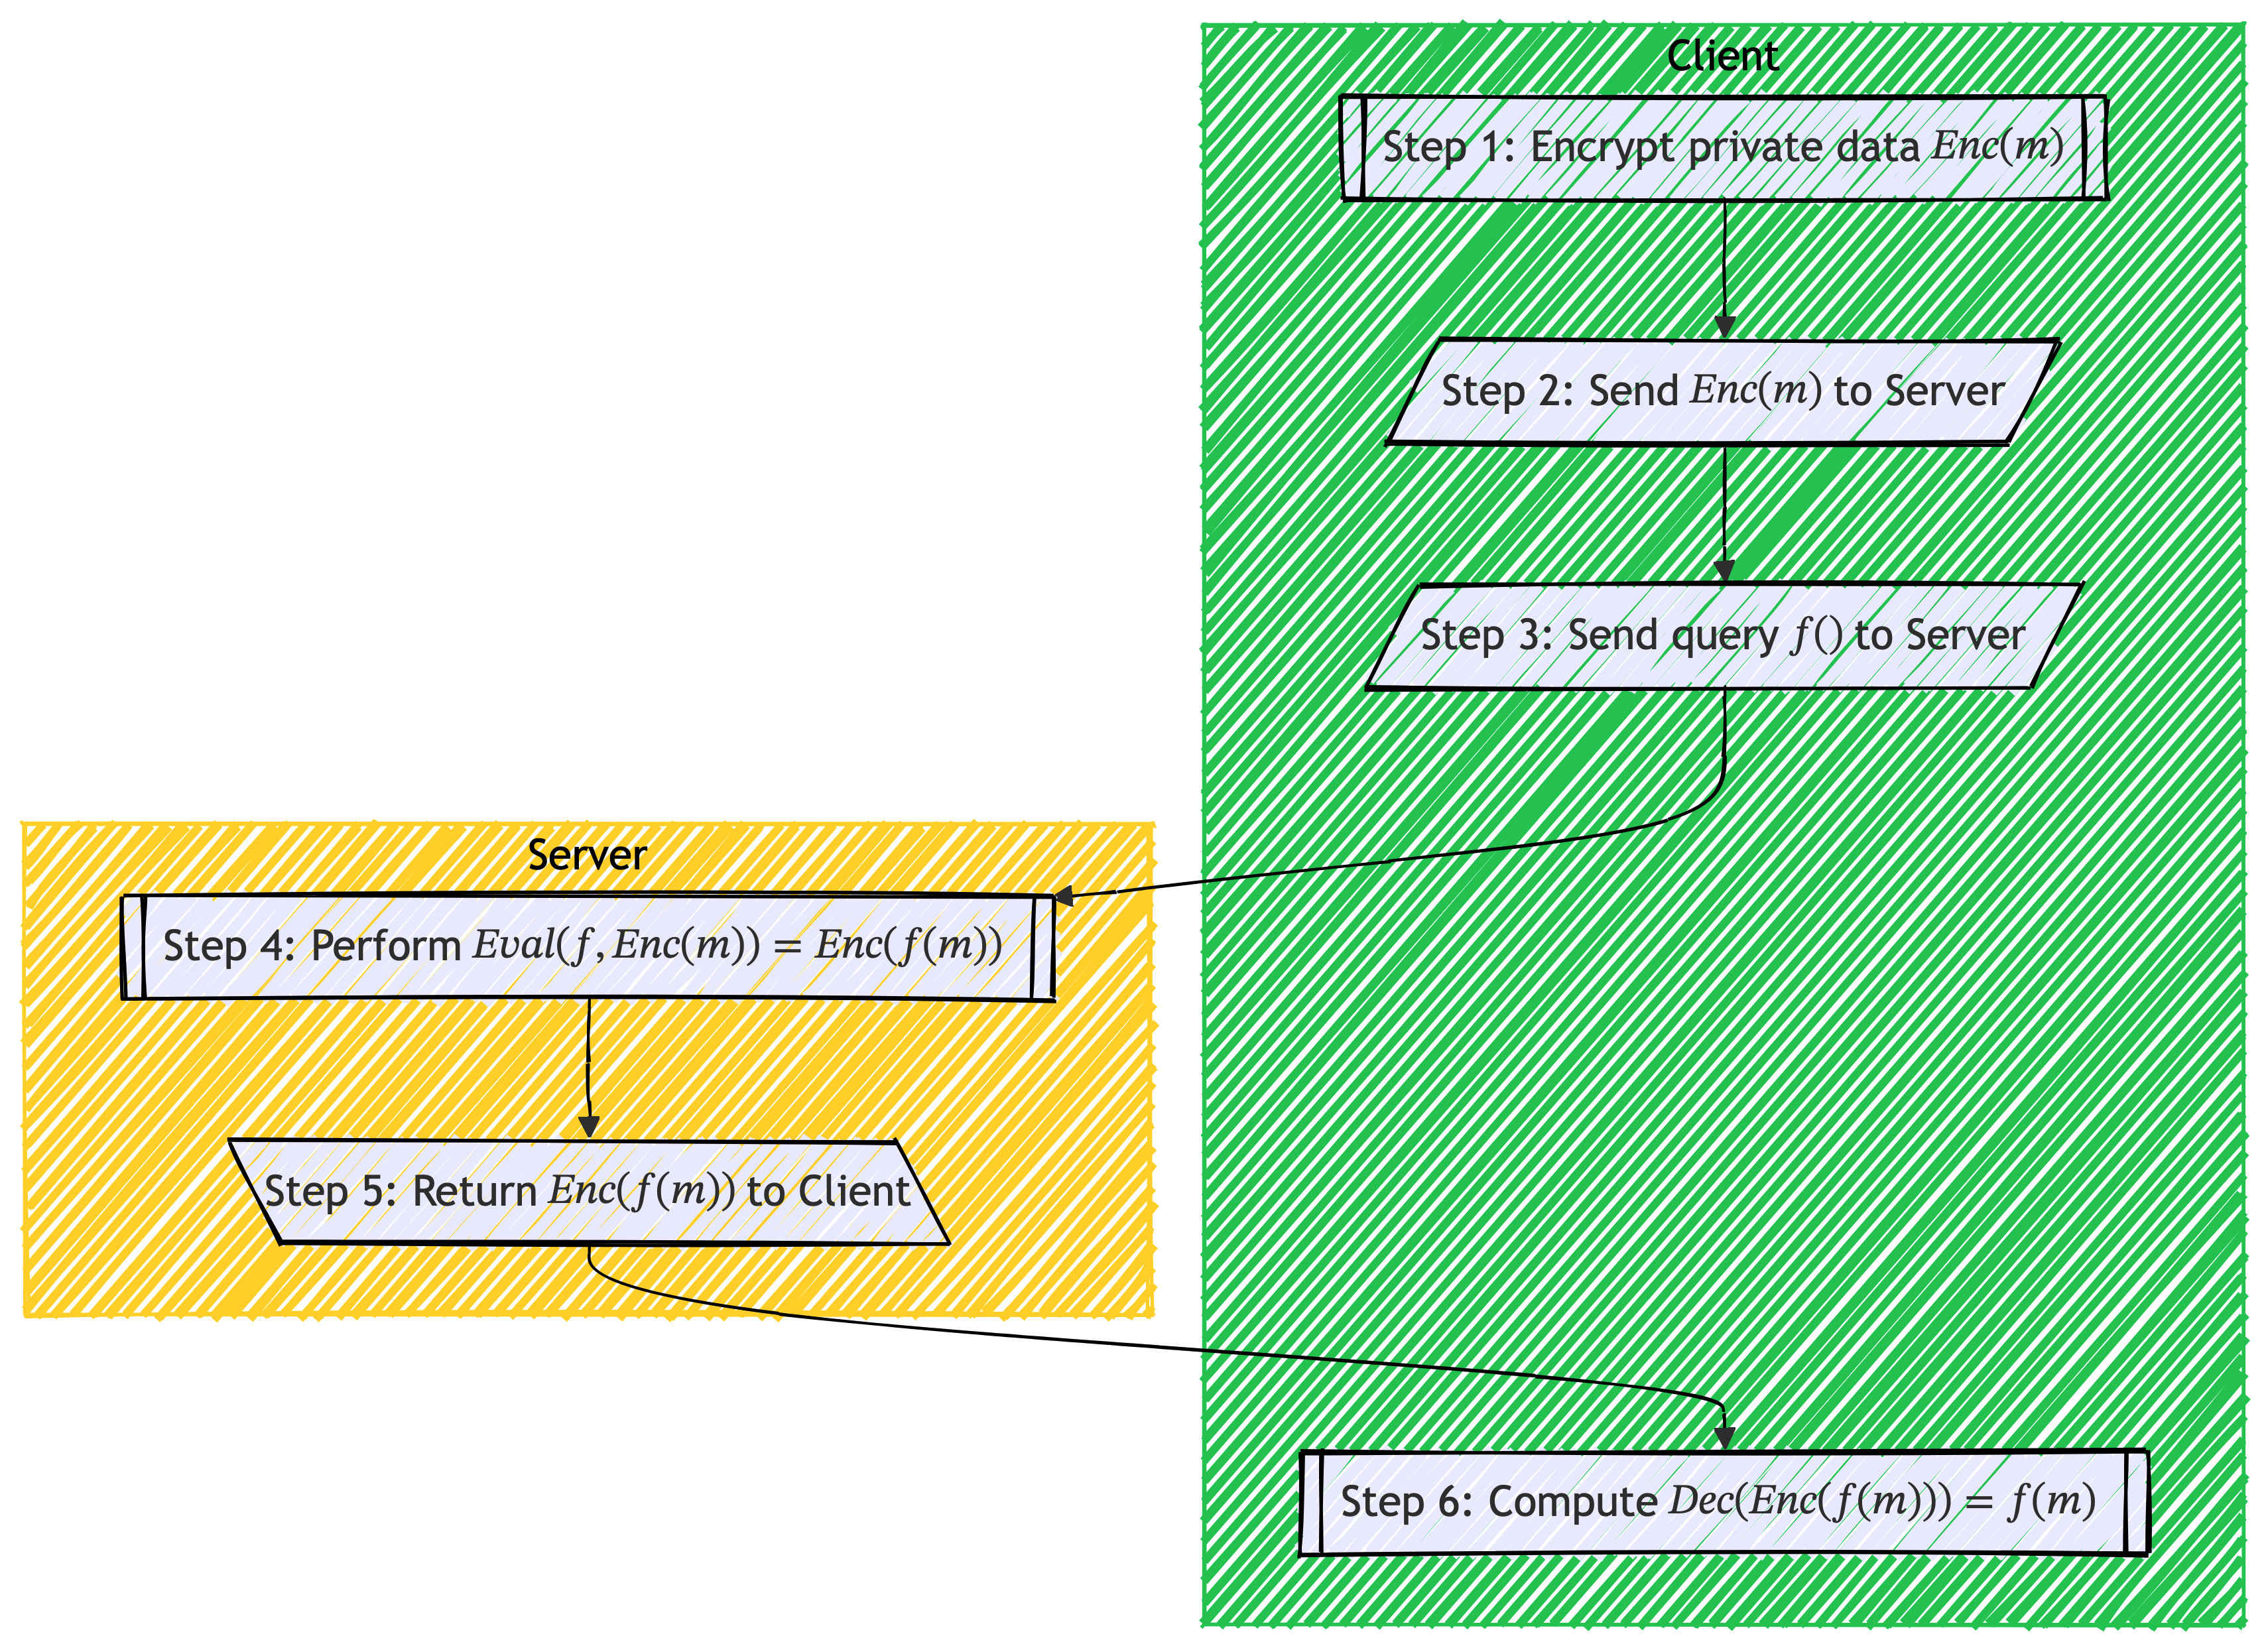 Client
Step 1: Encrypt private data Enc(m)
Step 2: Send Enc(m) to Server
Step 3: Send query f() to Server
Server
Step 4: Perform Eval(f, Enc(m)) = Enc(f(m))
Step 5: Return Enc(f(m)) to Client
Step 6: Compute Dec(Enc(f(m))) = f(m)